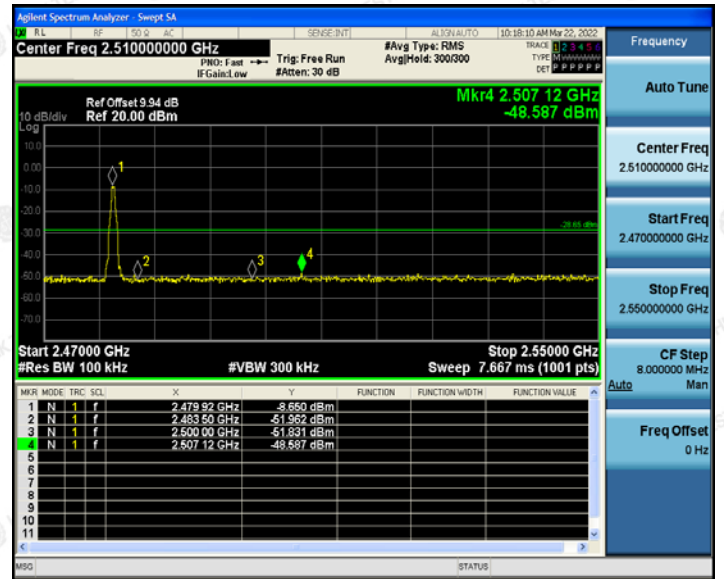 Agilent Spectrum Analyzer - Swept SA
RL RF 50 Ω AC SENSE:INT ALIGN AUTO 10:18:10 AM Mar 22, 2022
Center Freq 2.510000000 GHz
PNO: Fast
IFGain:Low
Trig: Free Run
#Atten: 30 dB
#Avg Type: RMS
Avg|Hold: 300/300
TRACE 1 2 3 4 5 6
TYPE M WWWWW
DET P P P P P P
Ref Offset 9.94 dB
10 dB/div Ref 20.00 dBm
Log
Mkr4 2.507 12 GHz
-48.587 dBm
10.0
0.00
-10.0
-20.0
-30.0
-40.0
-50.0
-60.0
-70.0
1
2
3
4
-28.65 dBm
Start 2.47000 GHz Stop 2.55000 GHz
#Res BW 100 kHz #VBW 300 kHz Sweep 7.667 ms (1001 pts)
MKR MODE TRC SCL X Y FUNCTION FUNCTION WIDTH FUNCTION VALUE
1 N 1 f 2.479 92 GHz -8.650 dBm
2 N 1 f 2.483 50 GHz -51.962 dBm
3 N 1 f 2.500 00 GHz -51.831 dBm
4 N 1 f 2.507 12 GHz -48.587 dBm
5
6
7
8
9
10
11
MSG STATUS
Frequency
Auto Tune
Center Freq
2.510000000 GHz
Start Freq
2.470000000 GHz
Stop Freq
2.550000000 GHz
CF Step
8.000000 MHz
Auto Man
Freq Offset
0 Hz